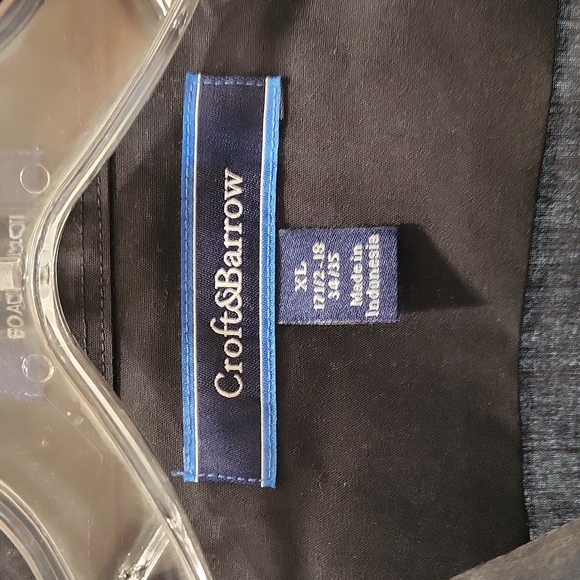 Croft&Barrow
XL
17 1/2-18
34/35
Made in
Indonesia